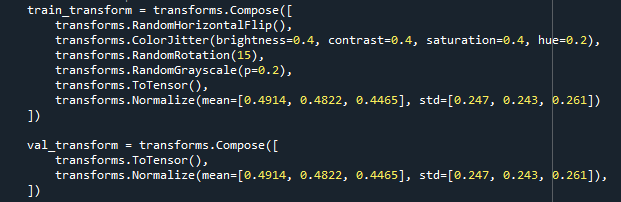 train_transform = transforms.Compose([
    transforms.RandomHorizontalFlip(),
    transforms.ColorJitter(brightness=0.4, contrast=0.4, saturation=0.4, hue=0.2),
    transforms.RandomRotation(15),
    transforms.RandomGrayscale(p=0.2),
    transforms.ToTensor(),
    transforms.Normalize(mean=[0.4914, 0.4822, 0.4465], std=[0.247, 0.243, 0.261])
])
val_transform = transforms.Compose([
    transforms.ToTensor(),
    transforms.Normalize(mean=[0.4914, 0.4822, 0.4465], std=[0.247, 0.243, 0.261]),
])